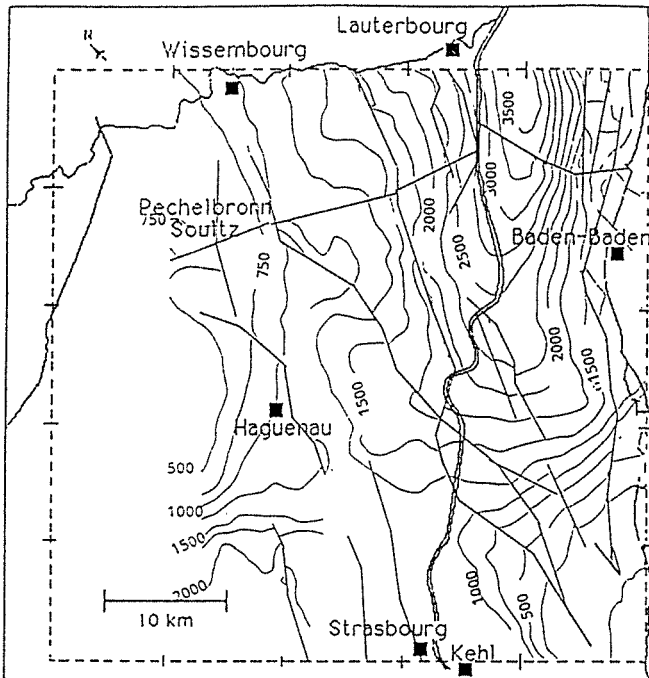 N
Lauterbourg
Wissembourg
3500
3000
Pechelbronn
Soultz
750
2000
2500
Baden-Baden
750
2000
1500
1500
Haguenau
500
1000
1500
2000
10 km
1000
500
Strasbourg
Kehl